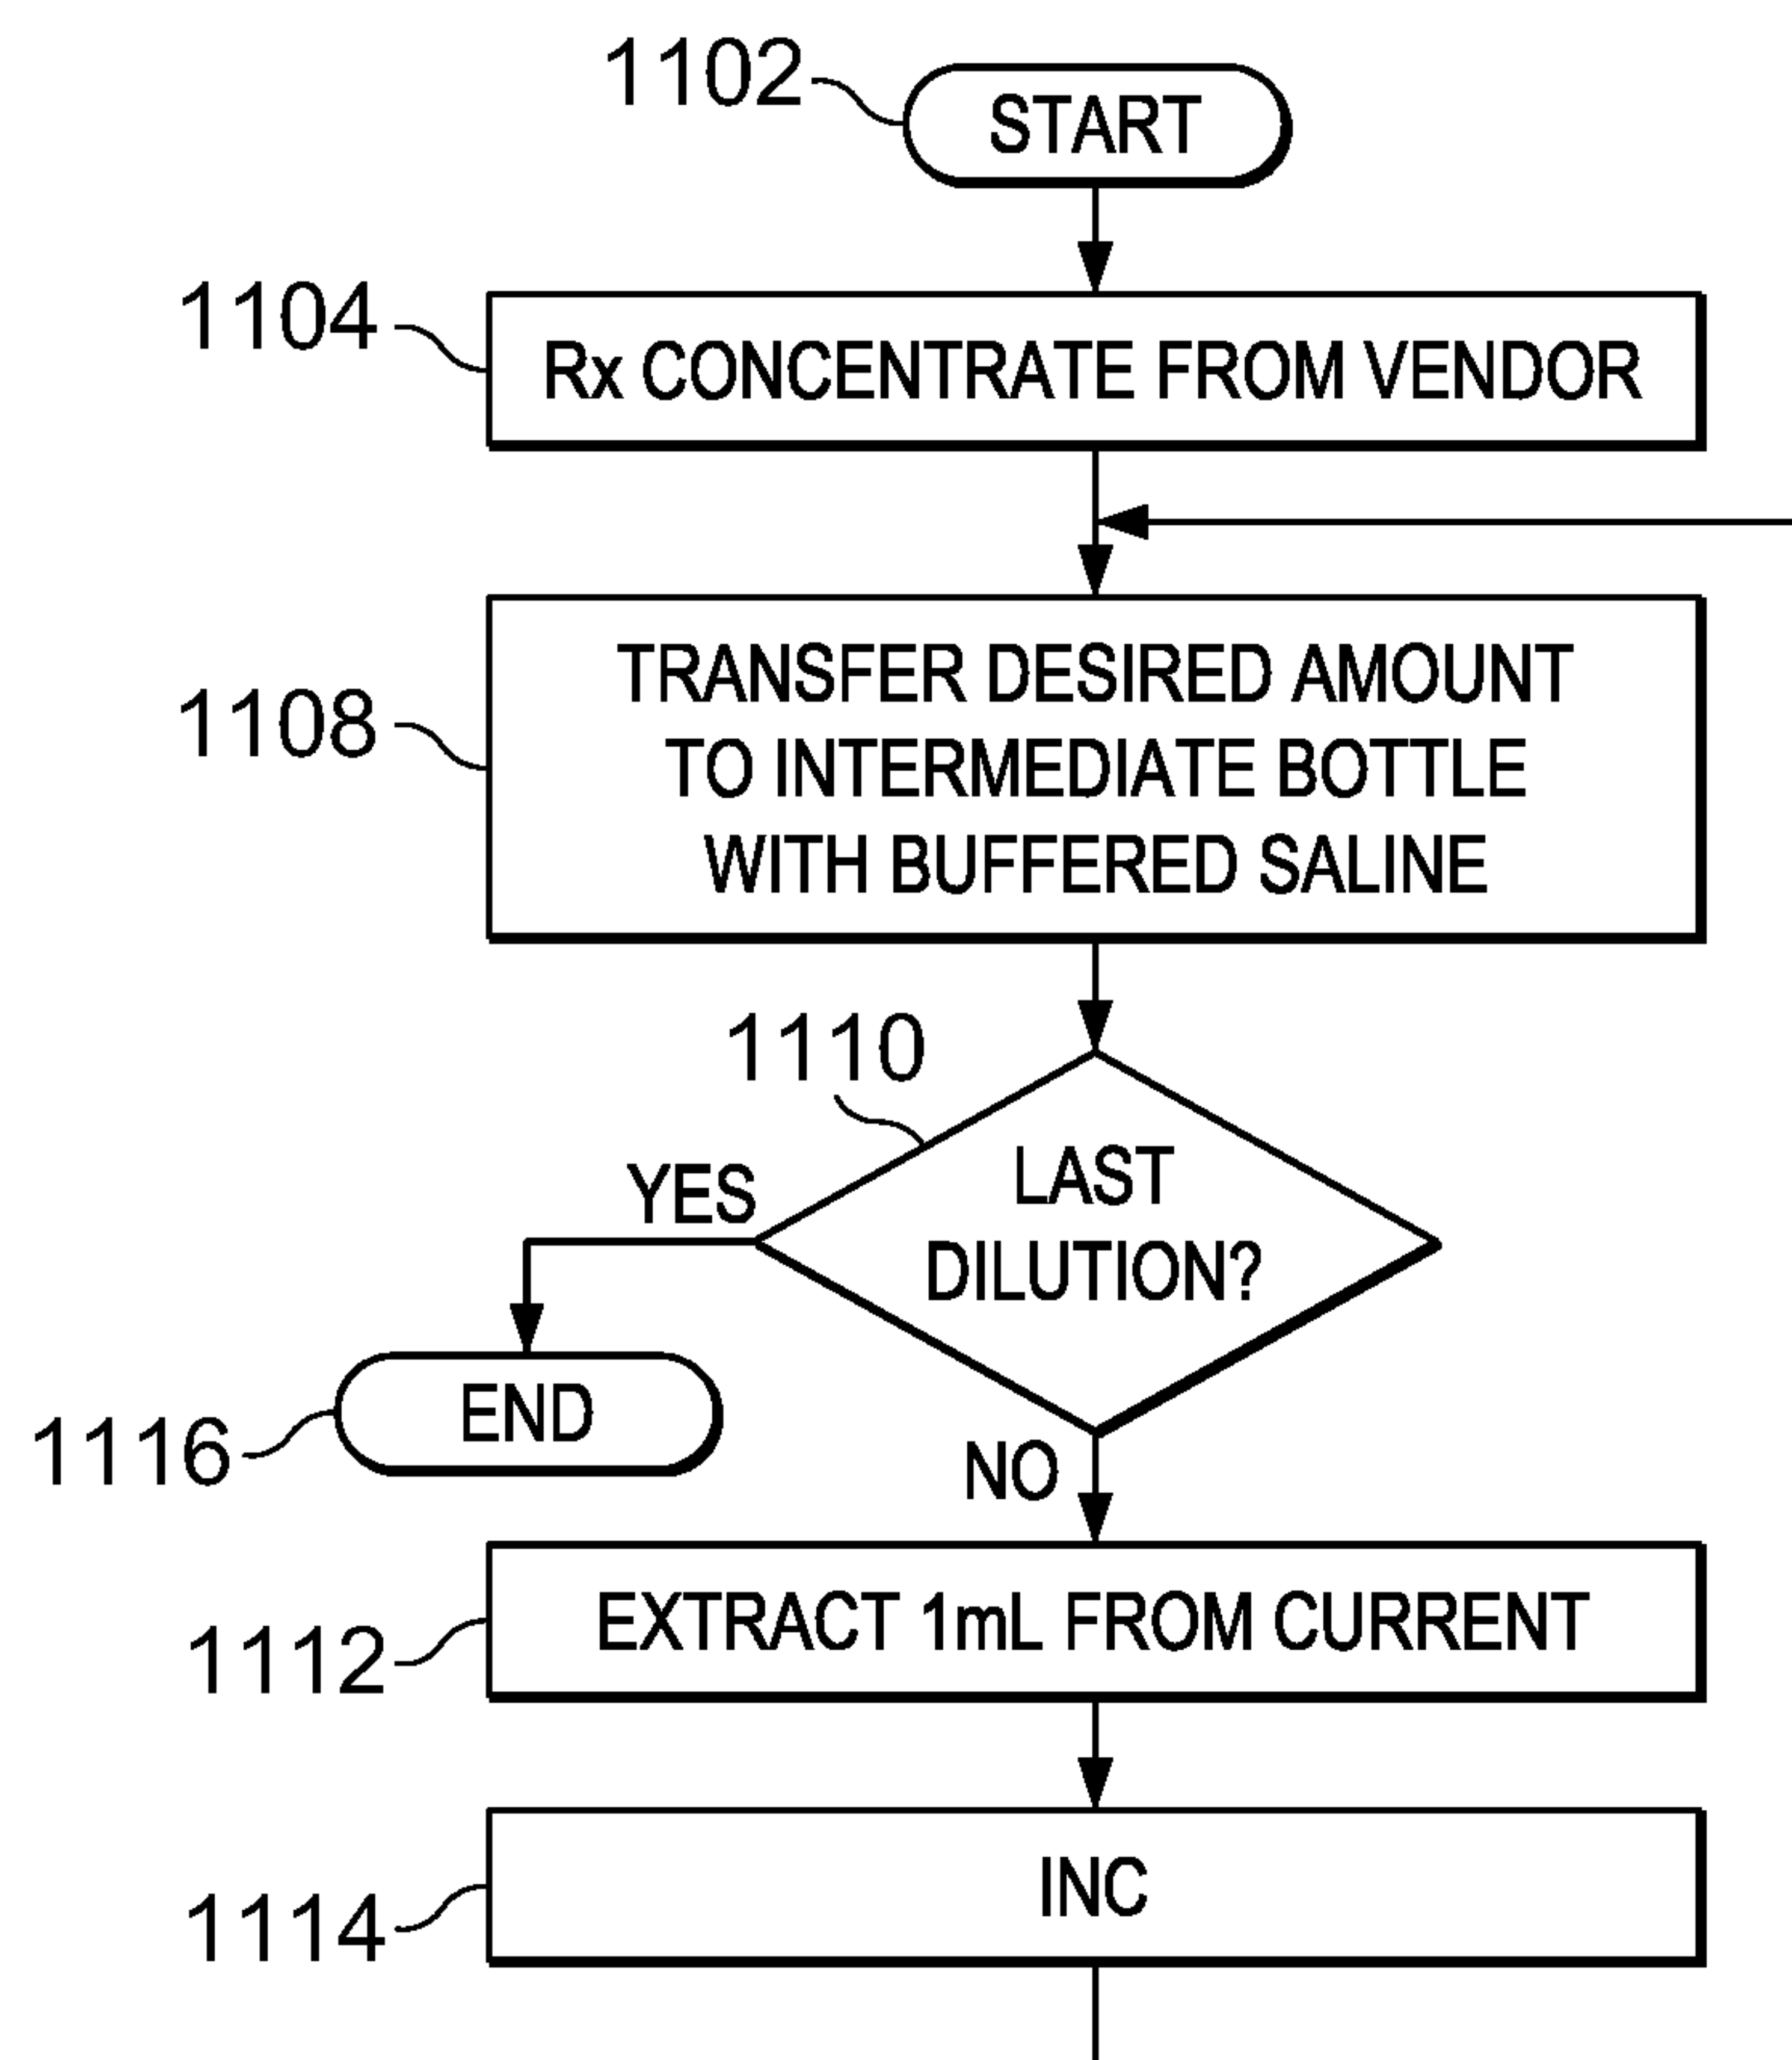 1102
START
1104
Rx CONCENTRATE FROM VENDOR
1108
TRANSFER DESIRED AMOUNT
TO INTERMEDIATE BOTTLE
WITH BUFFERED SALINE
1110
LAST
DILUTION?
YES
END
1116
NO
1112
EXTRACT 1mL FROM CURRENT
1114
INC